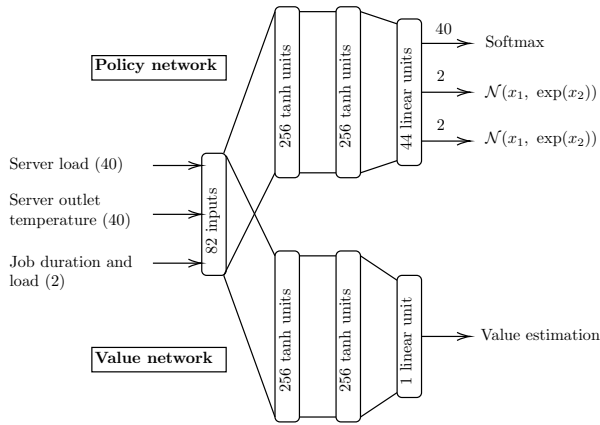 Policy network
Server load (40)
Server outlet
temperature (40)
Job duration and
load (2)
82 inputs
256 tanh units
256 tanh units
44 linear units
40
Softmax
2
𝒩(x₁, exp(x₂))
2
𝒩(x₁, exp(x₂))
Value network
256 tanh units
256 tanh units
1 linear unit
Value estimation